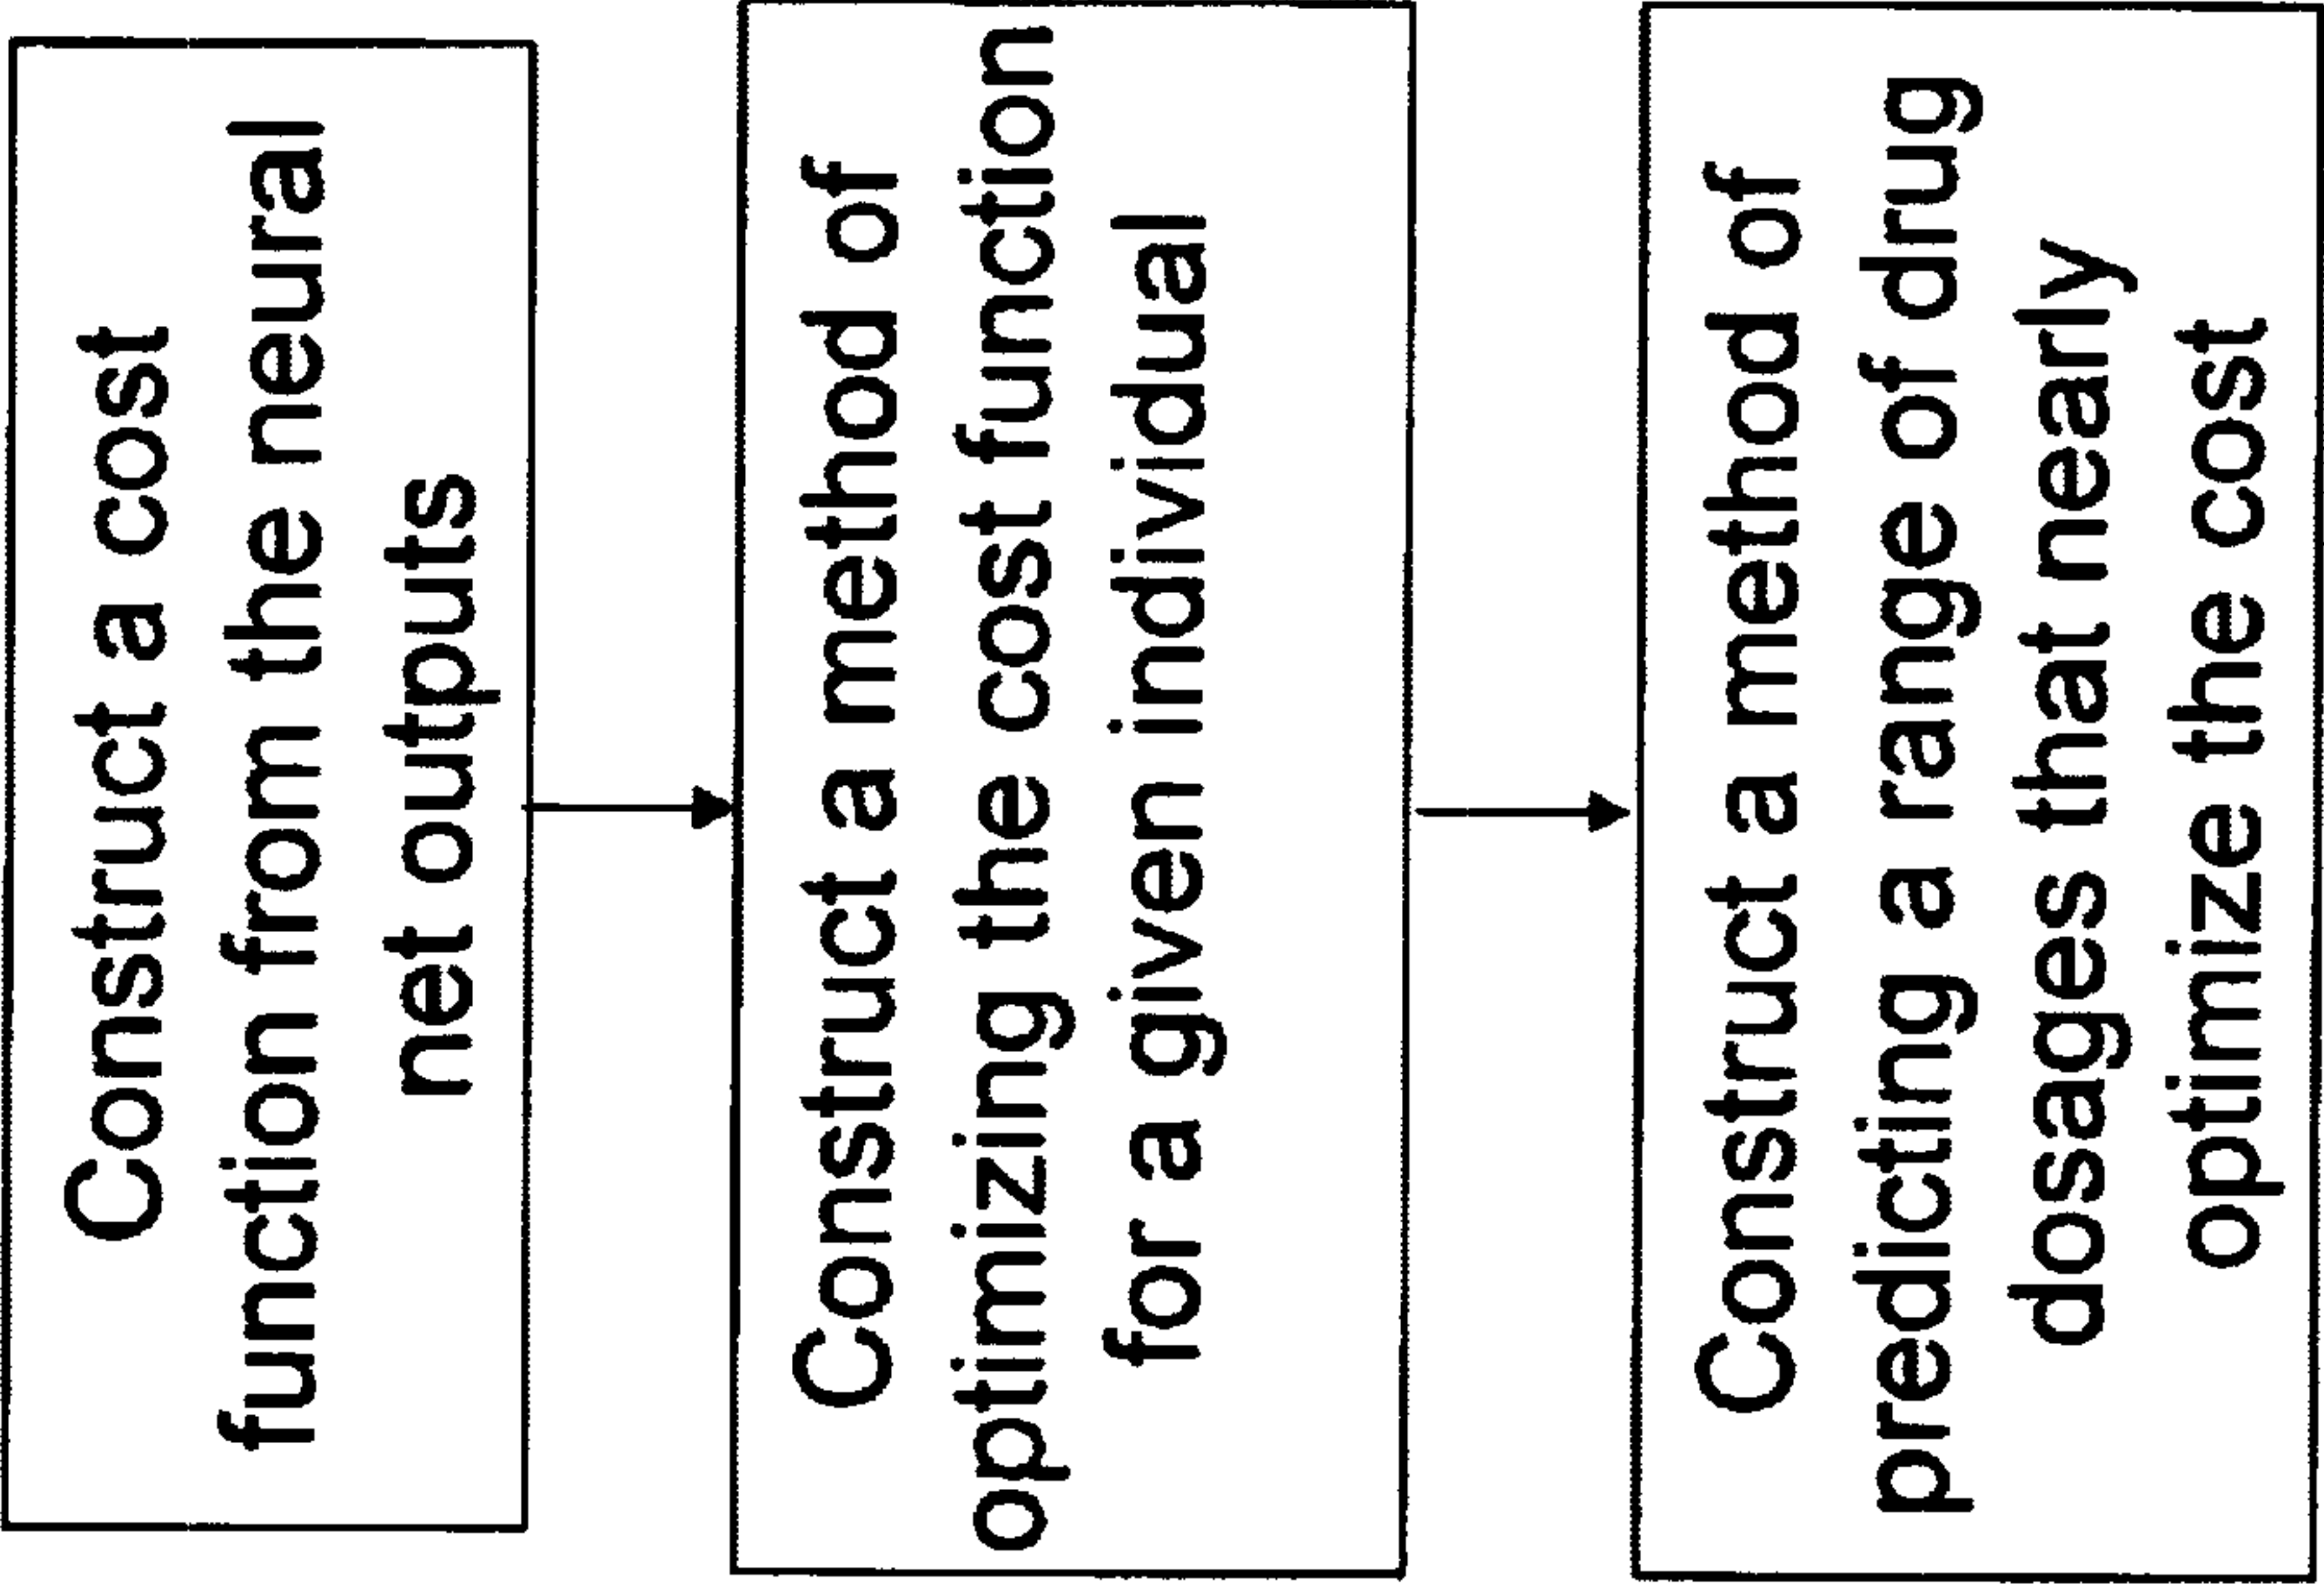 Construct a cost
function from the neural
net outputs
Construct a method of
optimizing the cost function
for a given individual
Construct a method of
predicting a range of drug
dosages that nearly
optimize the cost